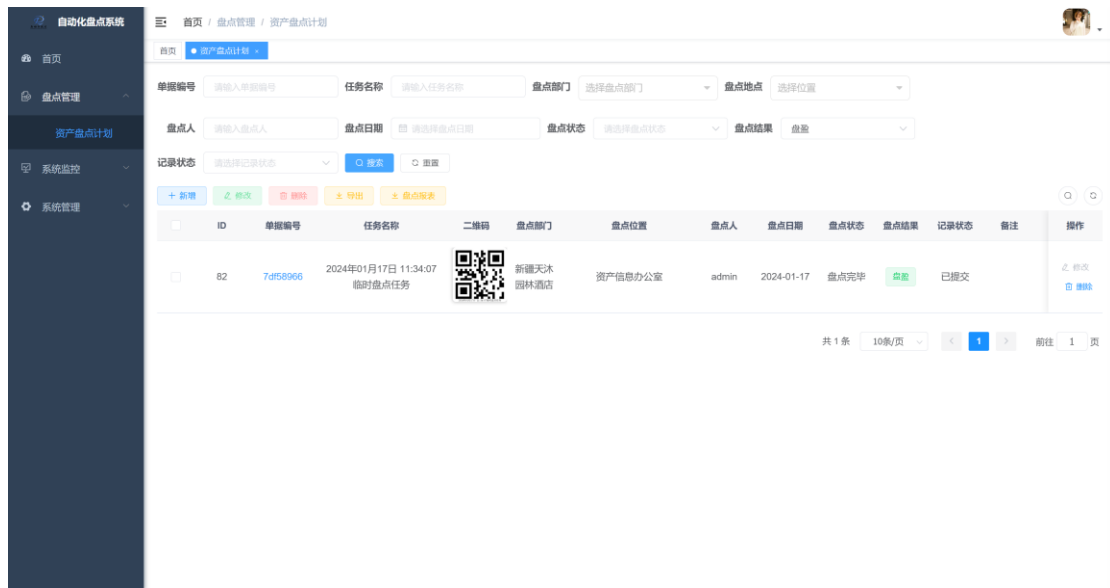 自动化盘点系统
首页 / 盘点管理 / 资产盘点计划
首页
盘点管理
资产盘点计划
系统监控
系统管理
首页 资产盘点计划 ×
单据编号 请输入单据编号 任务名称 请输入任务名称 盘点部门 选择盘点部门 盘点地点 选择位置
盘点人 请输入盘点人 盘点日期 请选择盘点日期 盘点状态 请选择盘点状态 盘点结果 盘盈
记录状态 请选择记录状态 搜索 重置
+ 新增 修改 删除 导出 盘点报表
ID 单据编号 任务名称 二维码 盘点部门 盘点位置 盘点人 盘点日期 盘点状态 盘点结果 记录状态 备注 操作
82 7df58966 2024年01月17日 11:34:07 新疆天沐 资产信息办公室 admin 2024-01-17 盘点完毕 盘盈 已提交 修改
临时盘点任务 园林酒店 删除
共 1 条 10条/页 < 1 > 前往 1 页